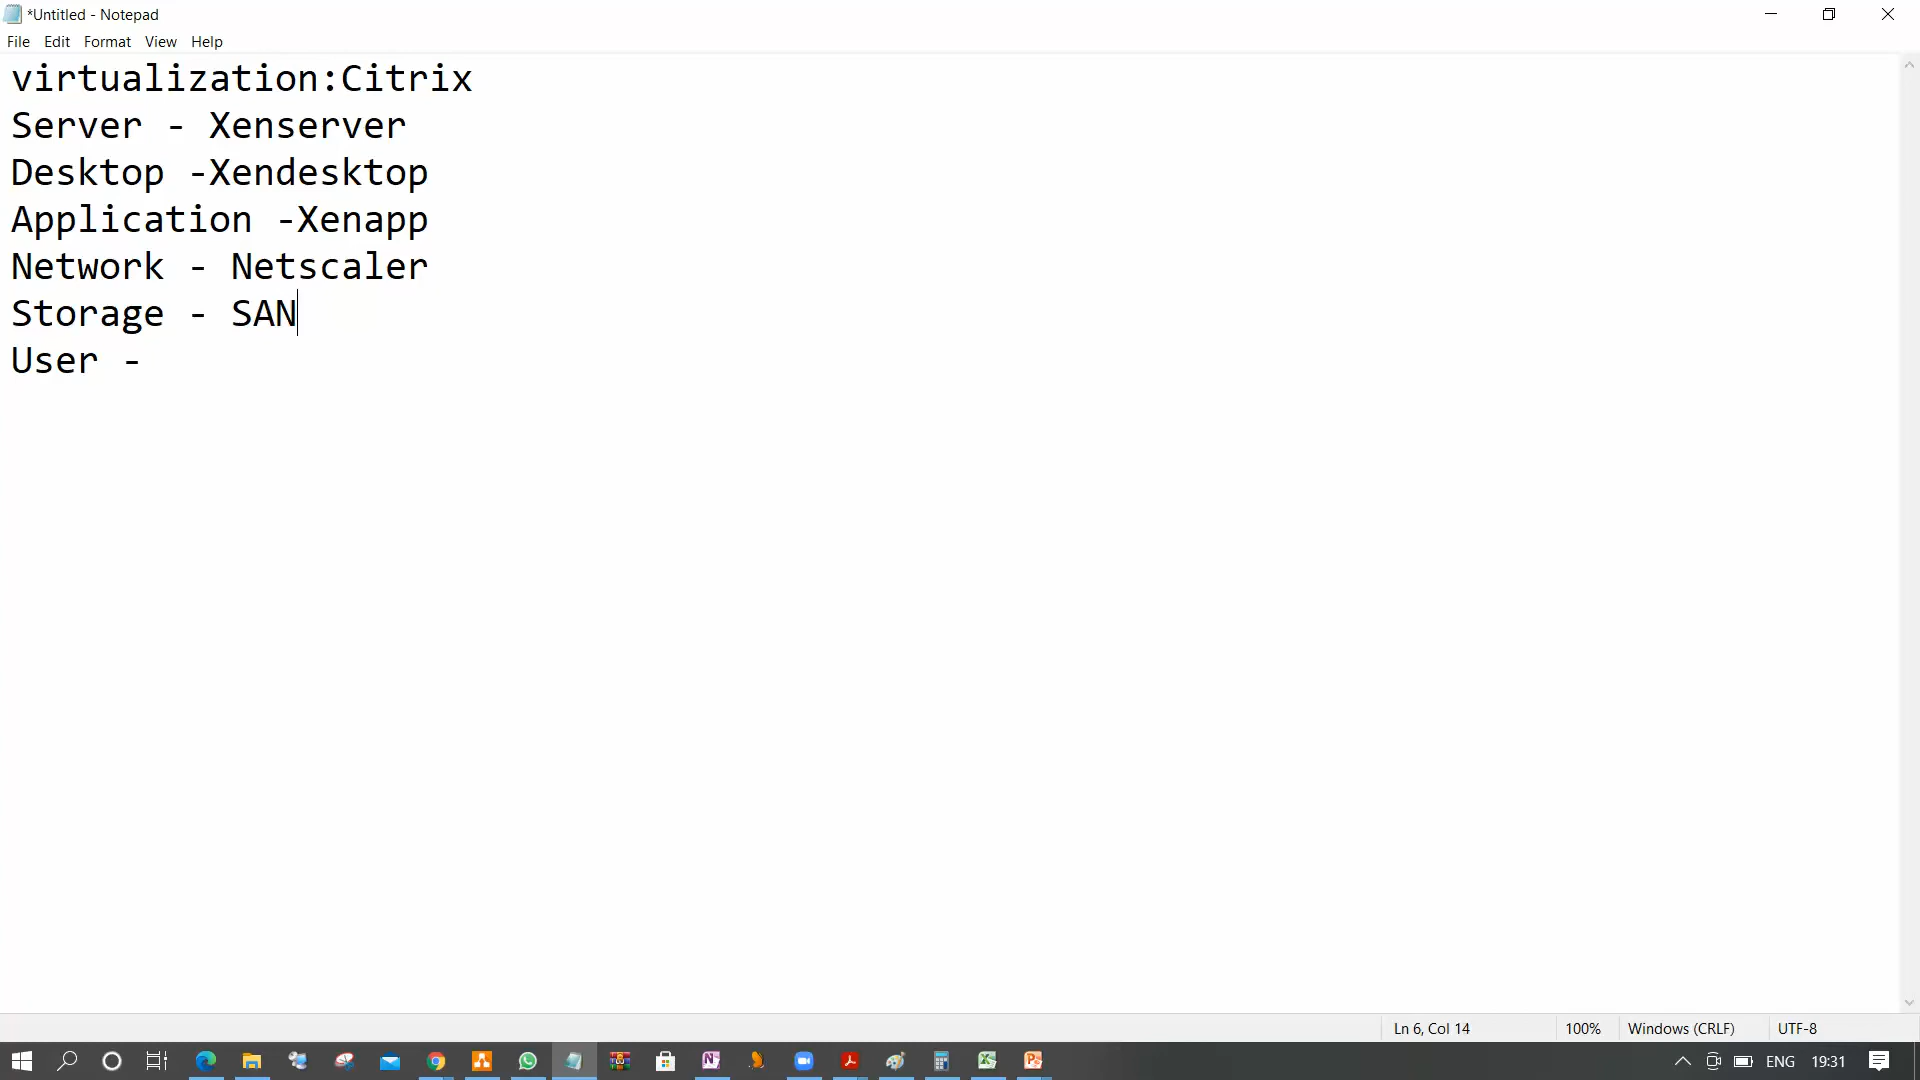 *Untitled - Notepad
File Edit Format View Help
virtualization:Citrix
Server - Xenserver
Desktop -Xendesktop
Application -Xenapp
Network - Netscaler
Storage - SAN
User -
Ln 6, Col 14 100% Windows (CRLF) UTF-8
ENG 19:31